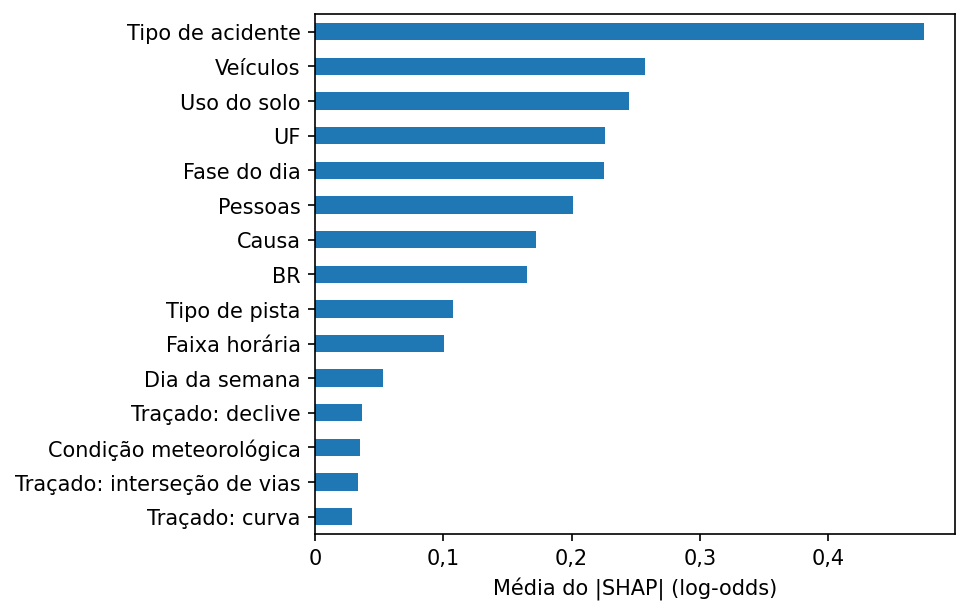 Tipo de acidente
Veículos
Uso do solo
UF
Fase do dia
Pessoas
Causa
BR
Tipo de pista
Faixa horária
Dia da semana
Traçado: declive
Condição meteorológica
Traçado: interseção de vias
Traçado: curva
0 0,1 0,2 0,3 0,4
Média do |SHAP| (log-odds)